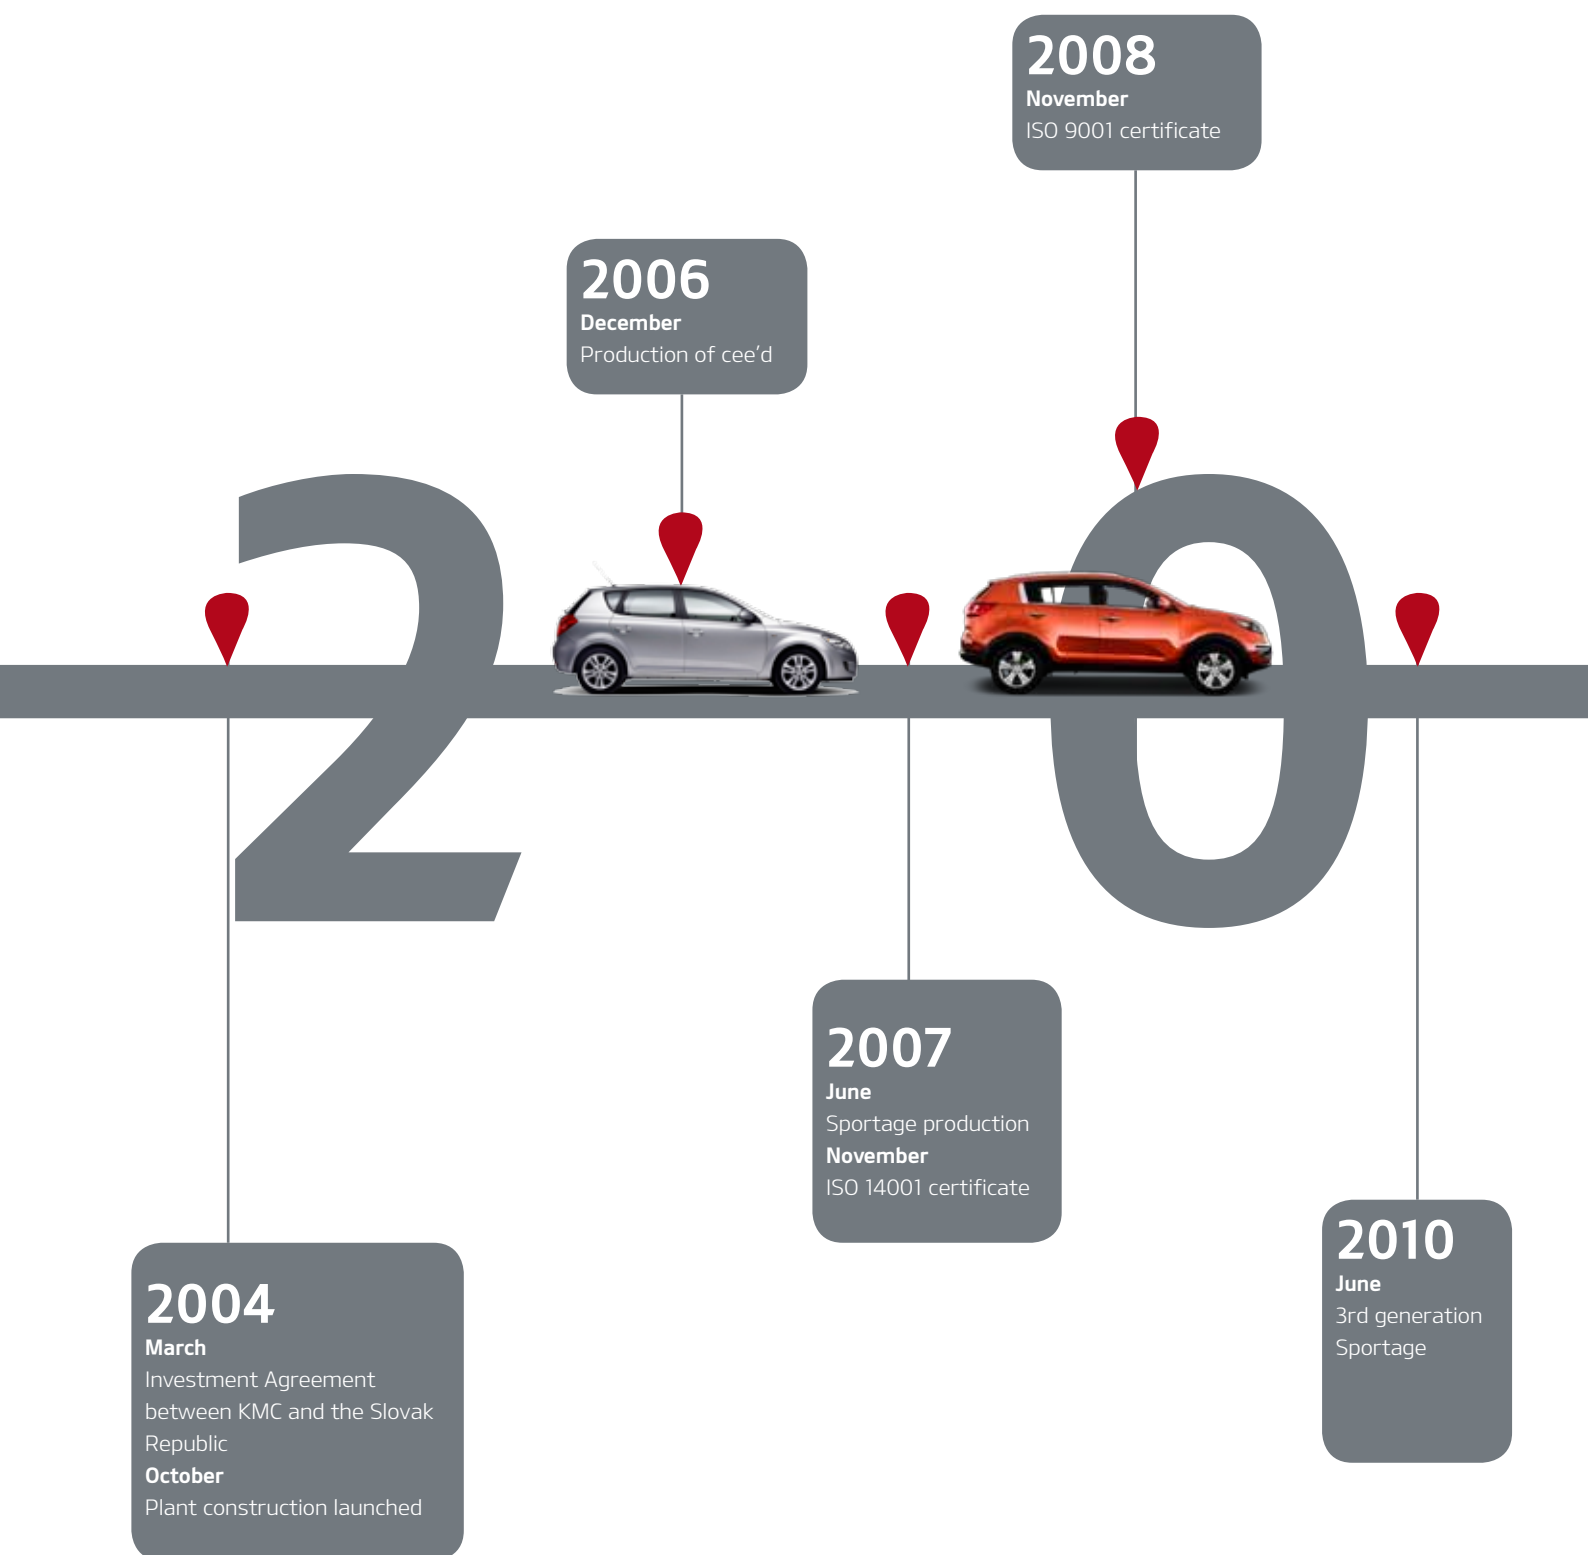 2008
November
ISO 9001 certificate
2006
December
Production of cee’d
20
2007
June
Sportage production
November
ISO 14001 certificate
2010
June
3rd generation
Sportage
2004
March
Investment Agreement
between KMC and the Slovak
Republic
October
Plant construction launched